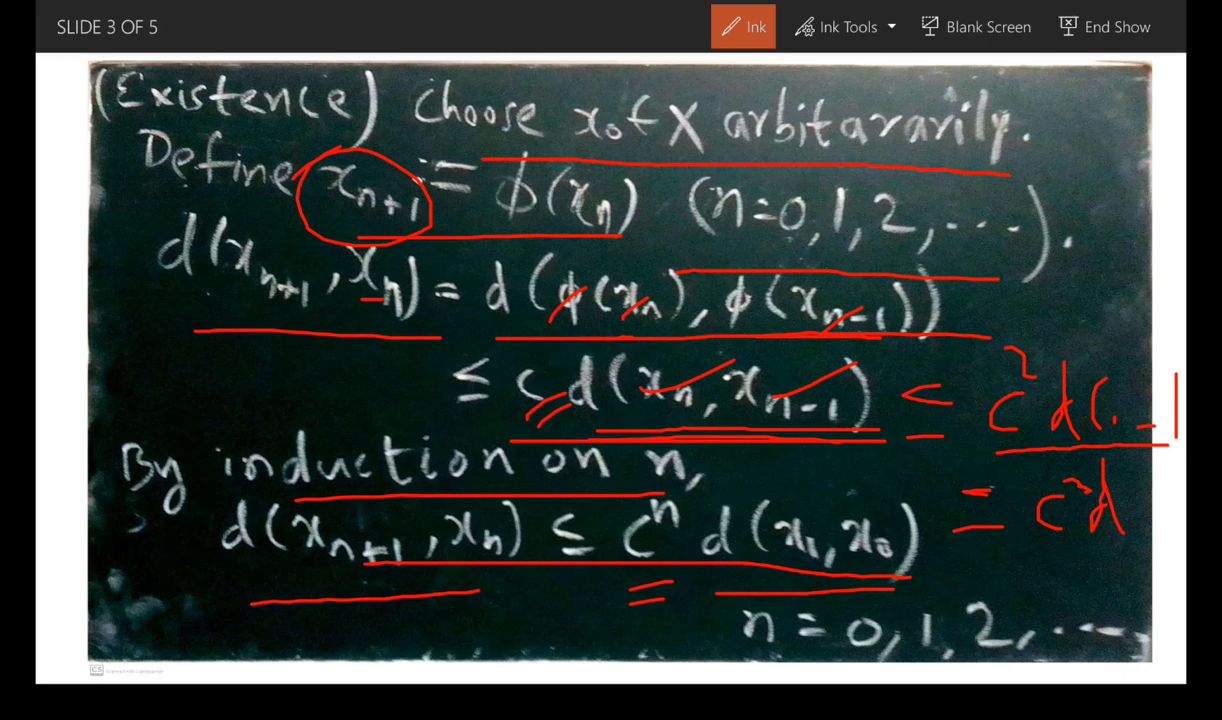 SLIDE 3 OF 5
Ink Ink Tools Blank Screen End Show
(Existence) Choose x₀ ∈ X arbitararily.
Define xₙ₊₁ := ϕ(xₙ) (n=0,1,2,...).
d(xₙ₊₁,xₙ) = d(ϕ(xₙ), ϕ(xₙ₋₁))
≤ c d(xₙ, xₙ₋₁) ≤ c² d(
By induction on n,
d(xₙ₊₁,xₙ) ≤ cⁿ d(x₁,x₀)
n = 0,1,2,...,
CS